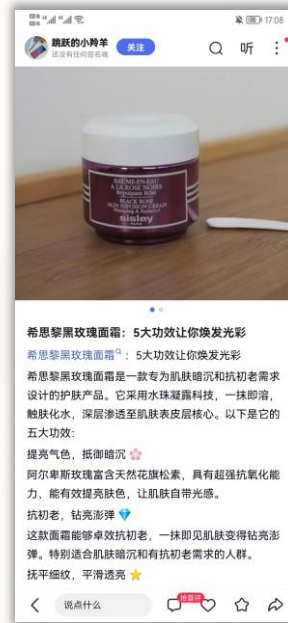 17:08
跳跃的小羚羊
还没有任何签名哦
关注
听
BAUME-EN-EAU
A LA ROSE NOIRE
Repulpant Eclat
BLACK ROSE
SKIN INFUSION CREAM
Plumping & Radiance
sisley
PARIS
希思黎黑玫瑰面霜：5大功效让你焕发光彩
希思黎黑玫瑰面霜：5大功效让你焕发光彩
希思黎黑玫瑰面霜是一款专为肌肤暗沉和抗初老需求
设计的护肤产品。它采用水珠凝露科技，一抹即溶，
触肤化水，深层渗透至肌肤表皮层核心。以下是它的
五大功效：
提亮气色，抵御暗沉
阿尔卑斯玫瑰富含天然花旗松素，具有超强抗氧化能
力，能有效提亮肤色，让肌肤自带光感。
抗初老，钻亮澎弹
这款面霜能够卓效抗初老，一抹即见肌肤变得钻亮澎
弹。特别适合肌肤暗沉和有抗初老需求的人群。
抚平细纹，平滑透亮
说点什么
抢首评